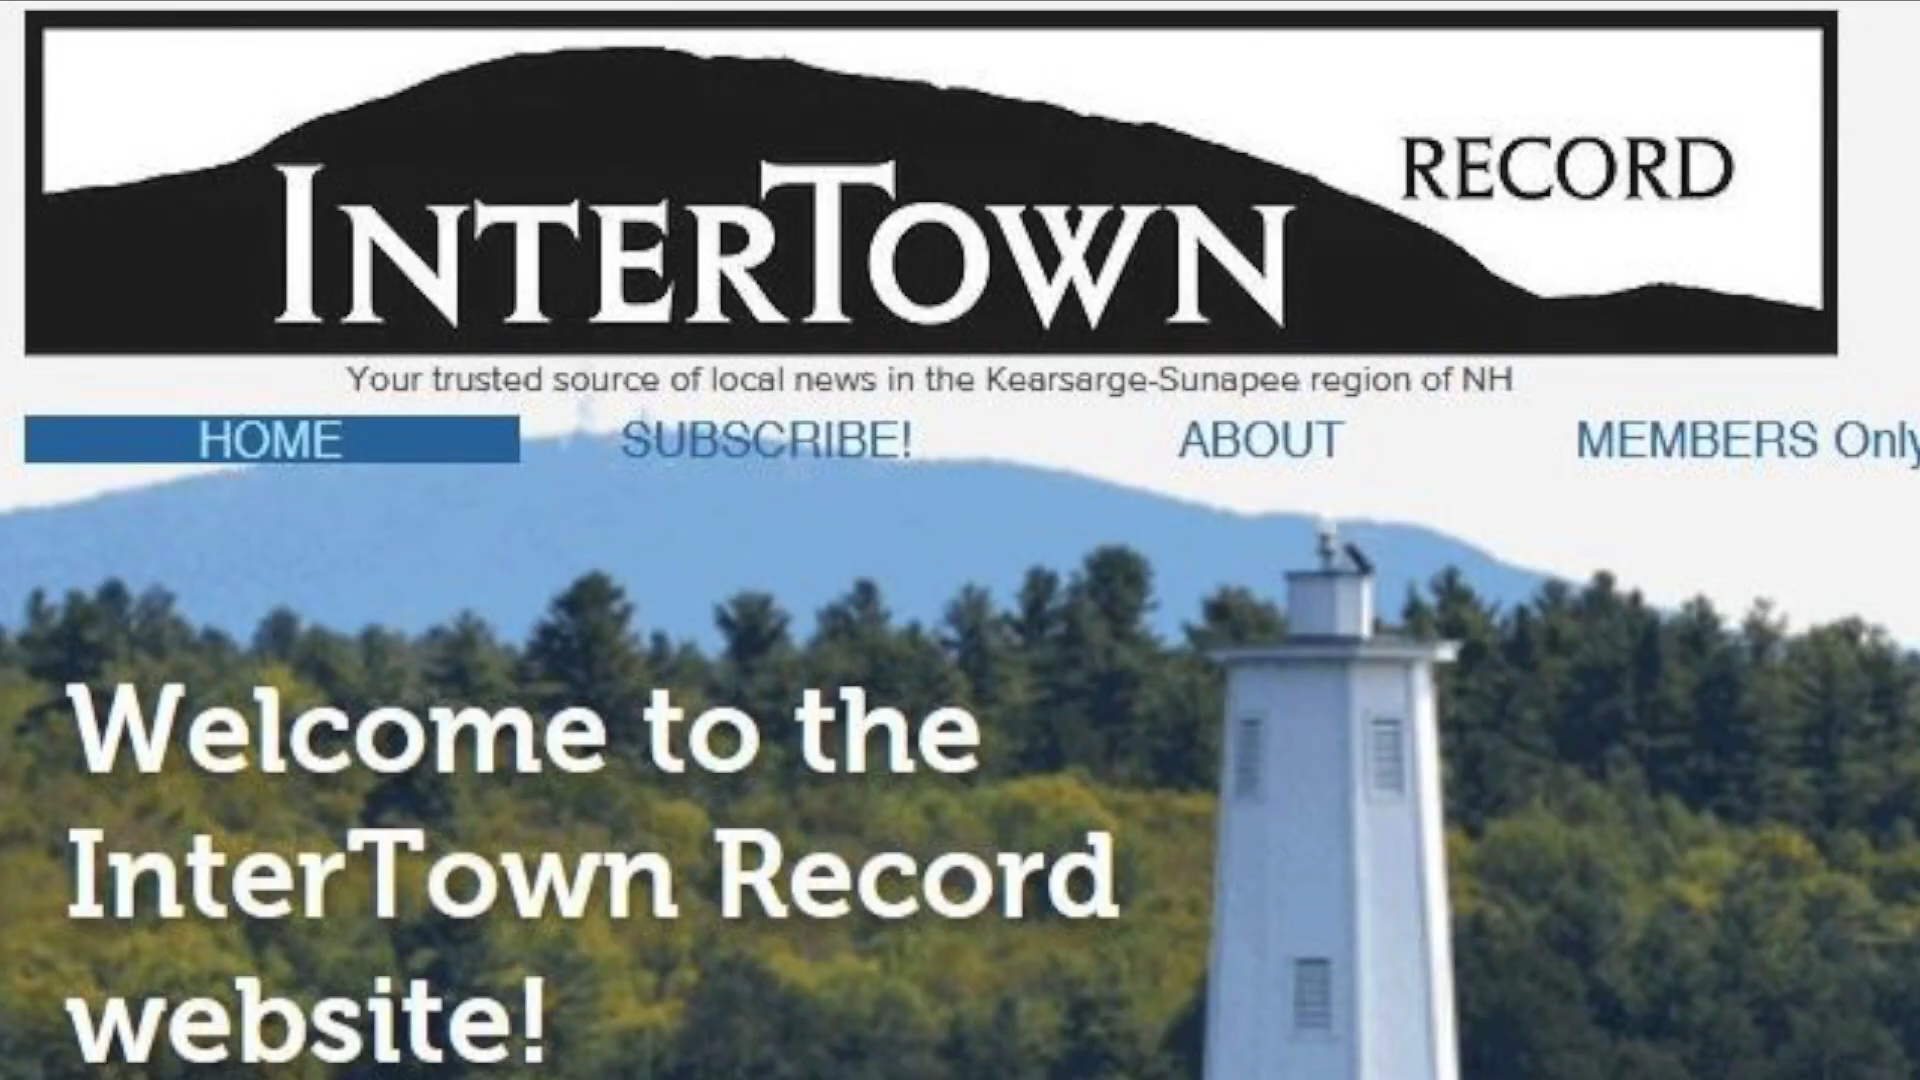 INTERTOWN
RECORD
Your trusted source of local news in the Kearsarge-Sunapee region of NH
HOME SUBSCRIBE! ABOUT MEMBERS Only
Welcome to the
InterTown Record
website!